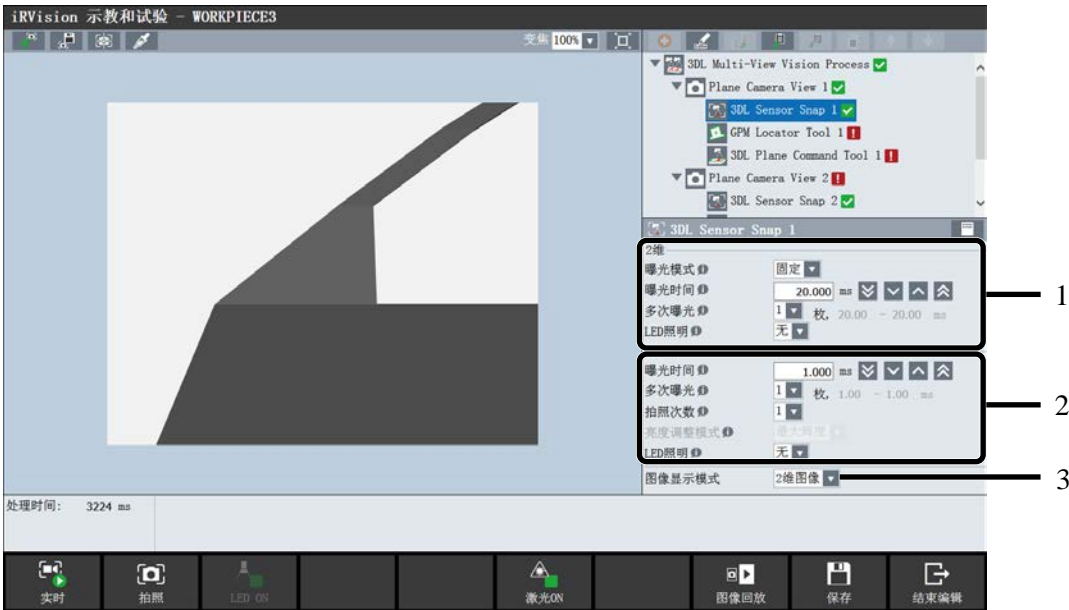 iRVision 示教和试验 - WORKPIECE3
变焦 100%
3DL Multi-View Vision Process
Plane Camera View 1
3DL Sensor Snap 1
GPM Locator Tool 1
3DL Plane Command Tool 1
Plane Camera View 2
3DL Sensor Snap 2
3DL Sensor Snap 1
2维
曝光模式 固定
曝光时间 20.000 ms
多次曝光 1 枚, 20.00 - 20.00 ms
LED照明 无
1
曝光时间 1.000 ms
多次曝光 1 枚, 1.00 - 1.00 ms
拍照次数 1
亮度调整模式
LED照明 无
2
图像显示模式 2维图像
3
处理时间: 3224 ms
实时 拍照 LED ON 激光ON 图像回放 保存 结束编辑